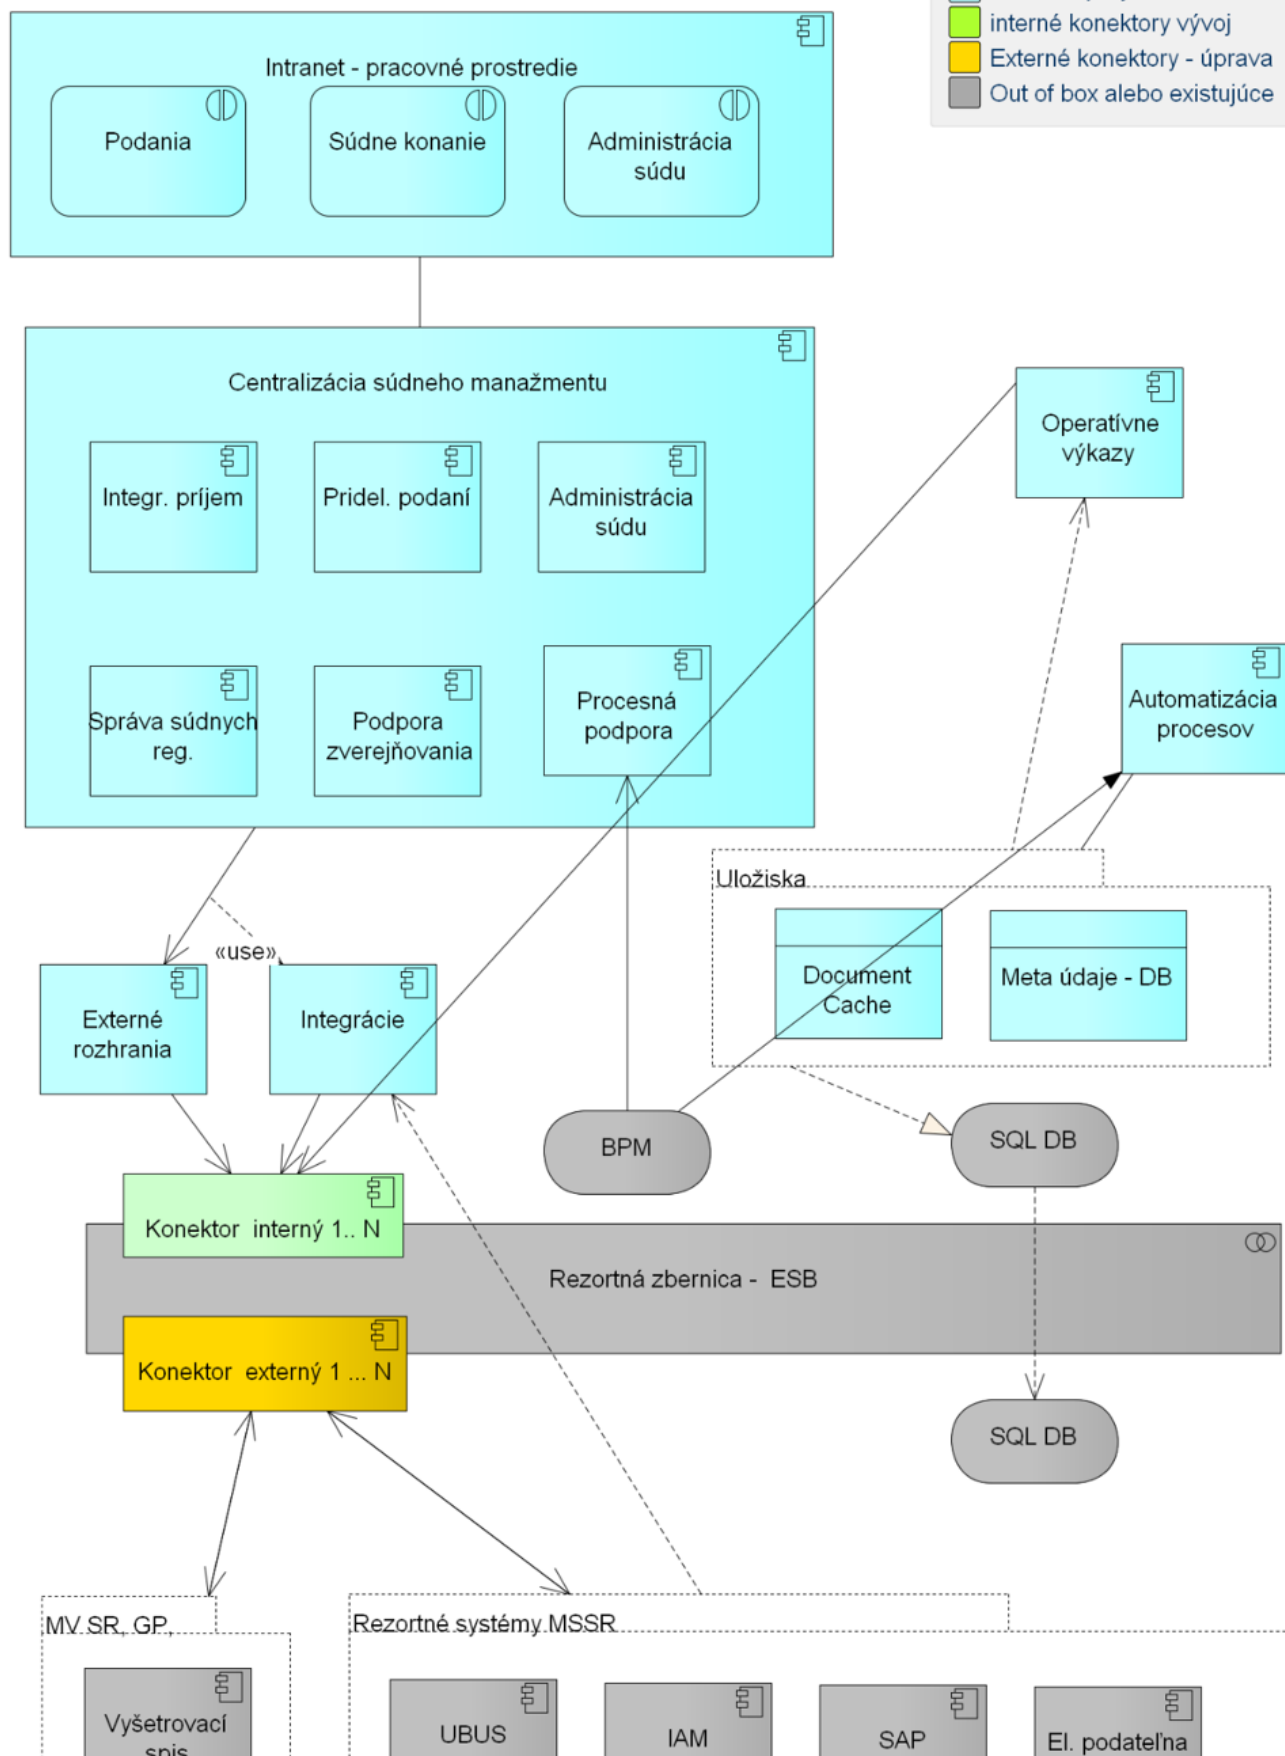 interné konektory vývoj
Externé konektory - úprava
Out of box alebo existujúce
Intranet - pracovné prostredie
Podania
Súdne konanie
Administrácia
súdu
Centralizácia súdneho manažmentu
Integr. príjem
Pridel. podaní
Administrácia
súdu
Správa súdnych
reg.
Podpora
zverejňovania
Procesná
podpora
Operatívne
výkazy
Automatizácia
procesov
Uložiska
Document
Cache
Meta údaje - DB
«use»
Externé
rozhrania
Integrácie
BPM
SQL DB
Konektor interný 1.. N
Rezortná zbernica - ESB
Konektor externý 1 ... N
SQL DB
MV SR, GP,
Rezortné systémy MSSR
Vyšetrovací
spis
UBUS
IAM
SAP
El. podateľna